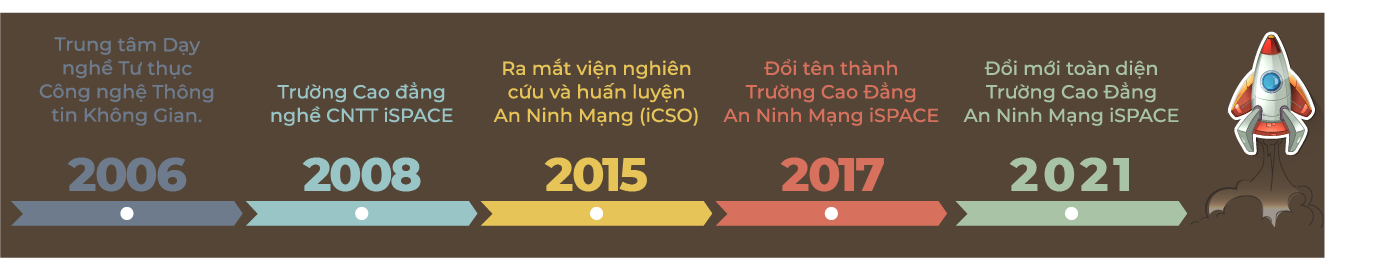 Trung tâm Dạy
nghề Tư thục
Công nghệ Thông
tin Không Gian.
2006
Trường Cao đẳng
nghề CNTT iSPACE
2008
Ra mắt viện nghiên
cứu và huấn luyện
An Ninh Mạng (iCSO)
2015
Đổi tên thành
Trường Cao Đẳng
An Ninh Mạng iSPACE
2017
Đổi mới toàn diện
Trường Cao Đẳng
An Ninh Mạng iSPACE
2021